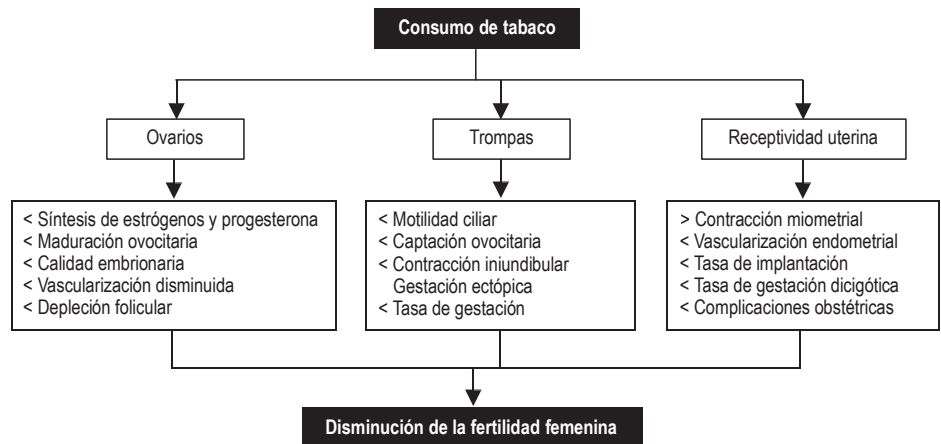 Consumo de tabaco
Ovarios
Trompas
Receptividad uterina
< Síntesis de estrógenos y progesterona
< Maduración ovocitaria
< Calidad embrionaria
< Vascularización disminuida
< Depleción folicular
< Motilidad ciliar
< Captación ovocitaria
< Contracción iniundibular
Gestación ectópica
< Tasa de gestación
> Contracción miometrial
< Vascularización endometrial
< Tasa de implantación
< Tasa de gestación dicigótica
< Complicaciones obstétricas
Disminución de la fertilidad femenina